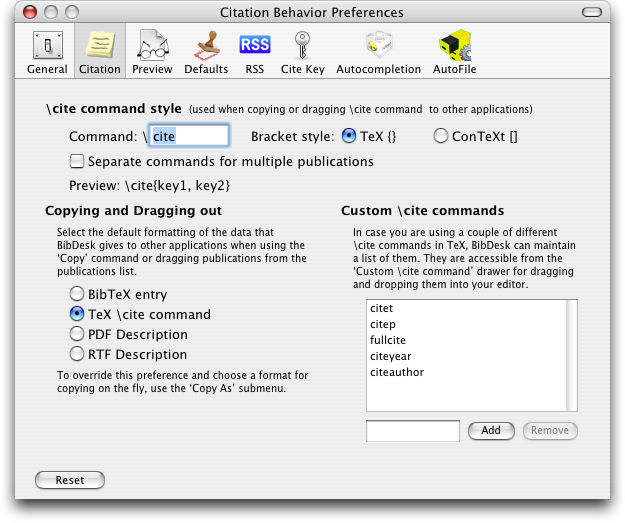 Citation Behavior Preferences
General Citation Preview Defaults RSS Cite Key Autocompletion AutoFile
RSS
\cite command style (used when copying or dragging \cite command to other applications)
Command: \ cite Bracket style: TeX {} ConTeXt []
Separate commands for multiple publications
Preview: \cite{key1, key2}
Copying and Dragging out
Select the default formatting of the data that
BibDesk gives to other applications when using the
‘Copy’ command or dragging publications from the
publications list.
BibTeX entry
TeX \cite command
PDF Description
RTF Description
To override this preference and choose a format for
copying on the fly, use the ‘Copy As’ submenu.
Custom \cite commands
In case you are using a couple of different
\cite commands in TeX, BibDesk can maintain
a list of them. They are accessible from the
‘Custom \cite command’ drawer for dragging
and dropping them into your editor.
citet
citep
fullcite
citeyear
citeauthor
Add Remove
Reset